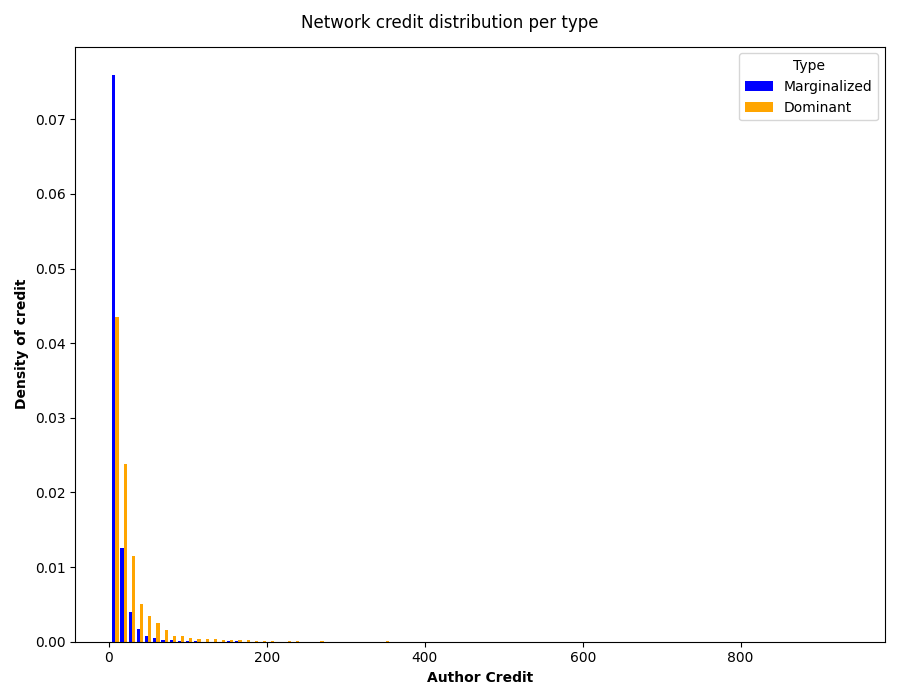 Network credit distribution per type
Type
Marginalized
Dominant
Density of credit
0.07
0.06
0.05
0.04
0.03
0.02
0.01
0.00
0 200 400 600 800
Author Credit